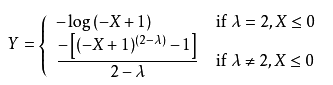 Y = { −log (−X + 1) if λ = 2, X ≤ 0
−[(−X + 1)^(2−λ) − 1] / 2 − λ if λ ≠ 2, X ≤ 0